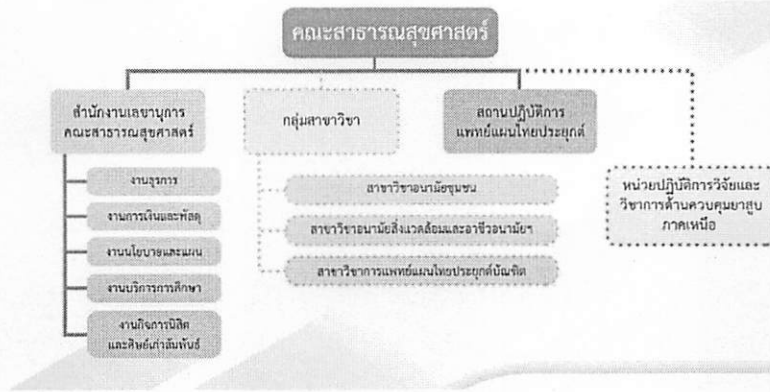 คณะสาธารณสุขศาสตร์
สำนักงานเลขานุการ
คณะสาธารณสุขศาสตร์
กลุ่มสาขาวิชา
สถานปฏิบัติการ
แพทย์แผนไทยประยุกต์
งานธุรการ
งานการเงินและพัสดุ
งานนโยบายและแผน
งานบริการการศึกษา
งานกิจการนิสิต
และศิษย์เก่าสัมพันธ์
สาขาวิชาอนามัยชุมชน
สาขาวิชาอนามัยสิ่งแวดล้อมและอาชีวอนามัยฯ
สาขาวิชาการแพทย์แผนไทยประยุกต์บัณฑิต
หน่วยปฏิบัติการวิจัยและ
วิชาการด้านควบคุมยาสูบ
ภาคเหนือ